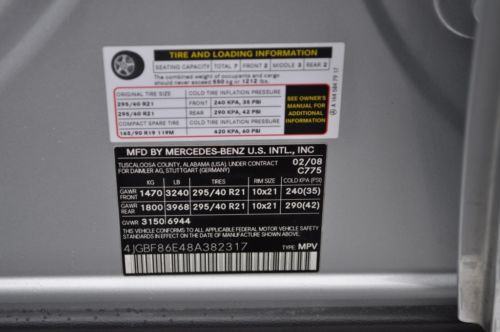 TIRE AND LOADING INFORMATION
SEATING CAPACITY TOTAL 7 FRONT 2 MIDDLE 3 REAR 2
The combined weight of occupants and cargo
should never exceed 550 kg or 1212 lbs.
ORIGINAL TIRE SIZE COLD TIRE INFLATION PRESSURE
295/40 R21 FRONT 240 KPA, 35 PSI
295/40 R21 REAR 290 KPA, 42 PSI
COMPACT SPARE TIRE COLD TIRE INFLATION PRESSURE
165/90 R19 119M 420 KPA, 60 PSI
SEE OWNER'S
MANUAL FOR
ADDITIONAL
INFORMATION
A 164 584 79 17
MFD BY MERCEDES-BENZ U.S. INTL., INC
TUSCALOOSA COUNTY, ALABAMA (USA) UNDER CONTRACT 02/08
FOR DAIMLER AG, STUTTGART (GERMANY) C775
KG LB TIRES RIM SIZE COLD KPA (PSI)
GAWR FRONT 1470 3240 295/40 R21 10x21 240(35)
GAWR REAR 1800 3968 295/40 R21 10x21 290(42)
GVWR 3150 6944
THIS VEHICLE CONFORMS TO ALL APPLICABLE FEDERAL MOTOR VEHICLE SAFETY
STANDARDS IN EFFECT ON THE DATE OF MANUFACTURE SHOWN ABOVE.
4JGBF86E48A382317 TYPE: MPV